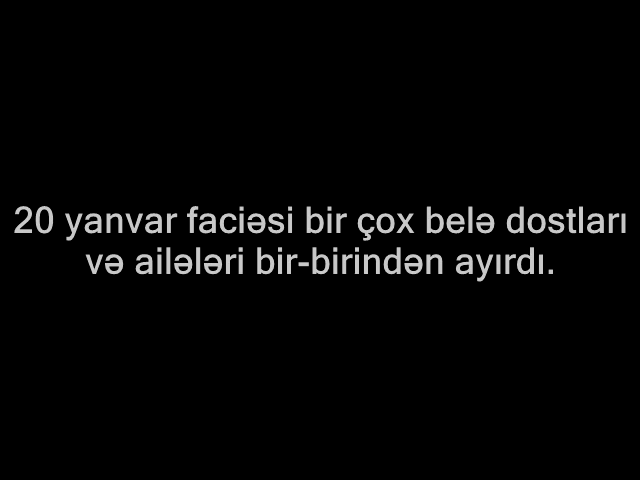 20 yanvar faciəsi bir çox belə dostları
və ailələri bir-birindən ayırdı.